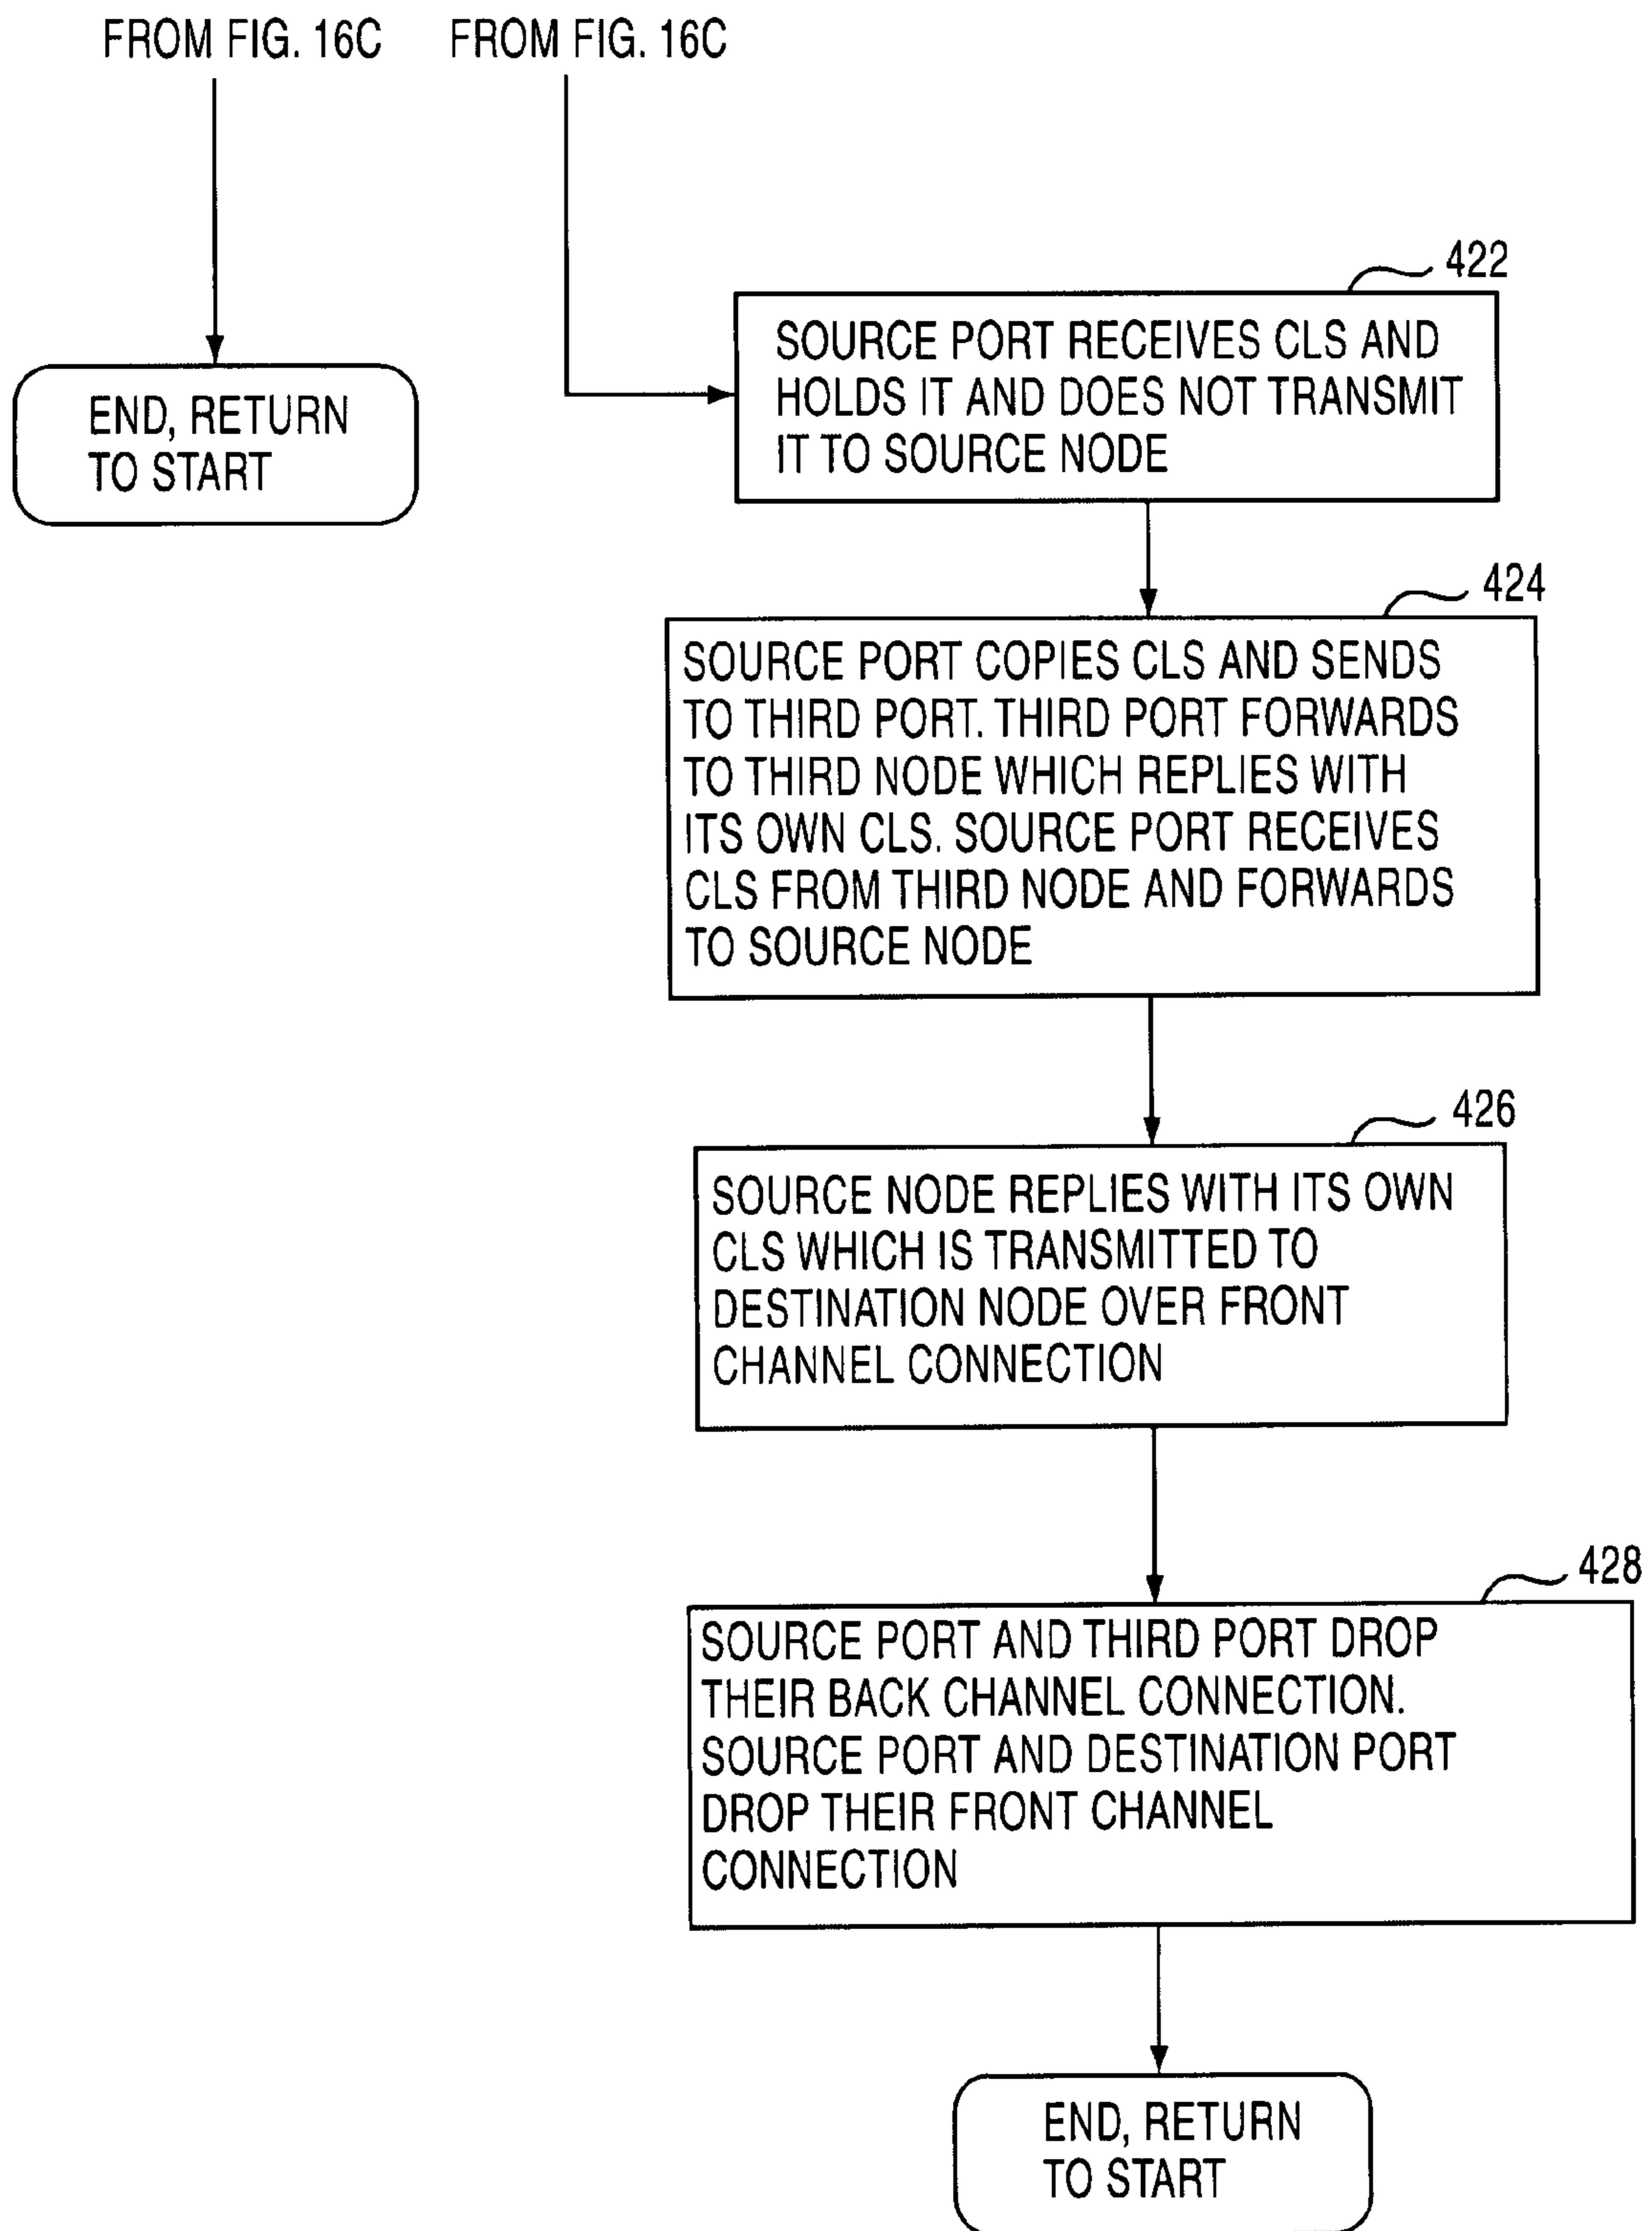 FROM FIG. 16C
FROM FIG. 16C
END, RETURN
TO START
422
SOURCE PORT RECEIVES CLS AND
HOLDS IT AND DOES NOT TRANSMIT
IT TO SOURCE NODE
424
SOURCE PORT COPIES CLS AND SENDS
TO THIRD PORT. THIRD PORT FORWARDS
TO THIRD NODE WHICH REPLIES WITH
ITS OWN CLS. SOURCE PORT RECEIVES
CLS FROM THIRD NODE AND FORWARDS
TO SOURCE NODE
426
SOURCE NODE REPLIES WITH ITS OWN
CLS WHICH IS TRANSMITTED TO
DESTINATION NODE OVER FRONT
CHANNEL CONNECTION
428
SOURCE PORT AND THIRD PORT DROP
THEIR BACK CHANNEL CONNECTION.
SOURCE PORT AND DESTINATION PORT
DROP THEIR FRONT CHANNEL
CONNECTION
END, RETURN
TO START